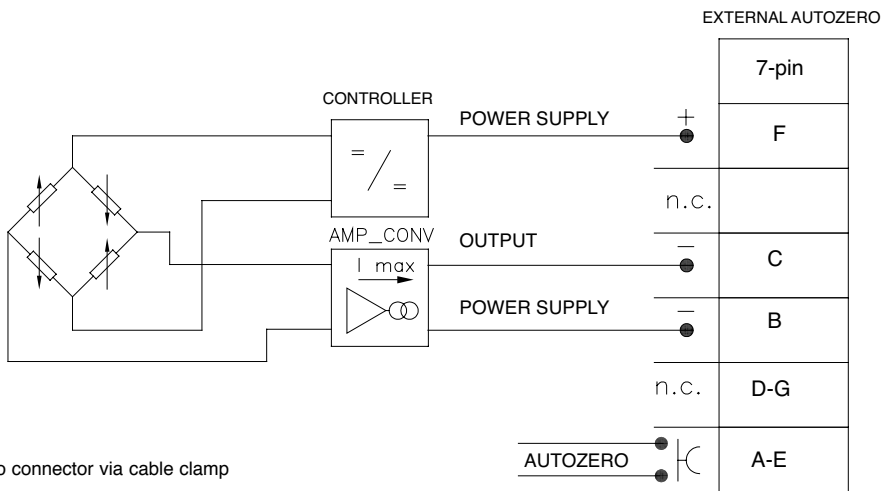 EXTERNAL AUTOZERO
7-pin
CONTROLLER
POWER SUPPLY
+
F
=
/
=
n.c.
AMP_CONV
OUTPUT
−
C
I max
POWER SUPPLY
−
B
n.c.
D-G
AUTOZERO
A-E
connector via cable clamp